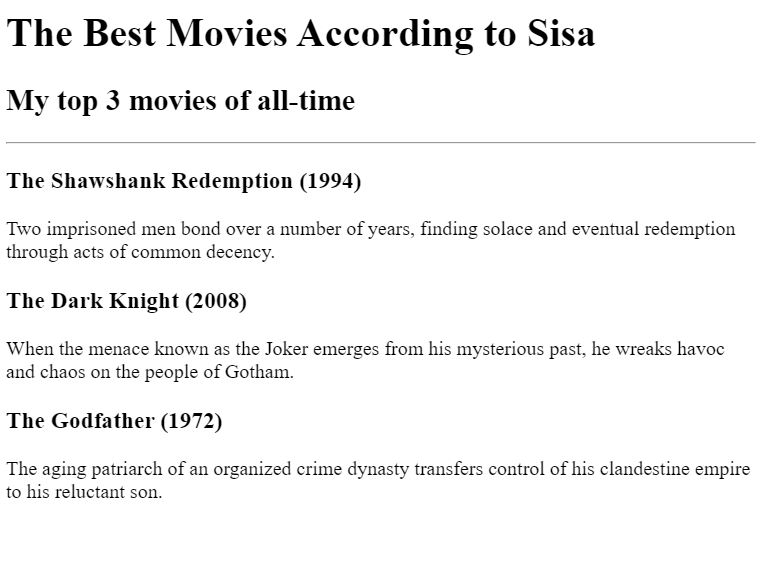 The Best Movies According to Sisa
My top 3 movies of all-time
The Shawshank Redemption (1994)
Two imprisoned men bond over a number of years, finding solace and eventual redemption
through acts of common decency.
The Dark Knight (2008)
When the menace known as the Joker emerges from his mysterious past, he wreaks havoc
and chaos on the people of Gotham.
The Godfather (1972)
The aging patriarch of an organized crime dynasty transfers control of his clandestine empire
to his reluctant son.